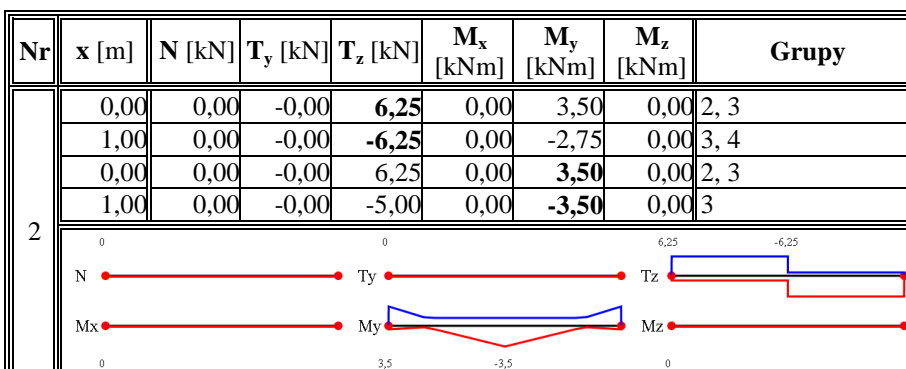 Nr x [m] N [kN] Ty [kN] Tz [kN] Mx [kNm] My [kNm] Mz [kNm] Grupy
0,00 0,00 -0,00 6,25 0,00 3,50 0,00 2, 3
1,00 0,00 -0,00 -6,25 0,00 -2,75 0,00 3, 4
0,00 0,00 -0,00 6,25 0,00 3,50 0,00 2, 3
1,00 0,00 -0,00 -5,00 0,00 -3,50 0,00 3
2
0 0 6,25 -6,25
N Ty Tz
Mx My Mz
0 3,5 -3,5 0